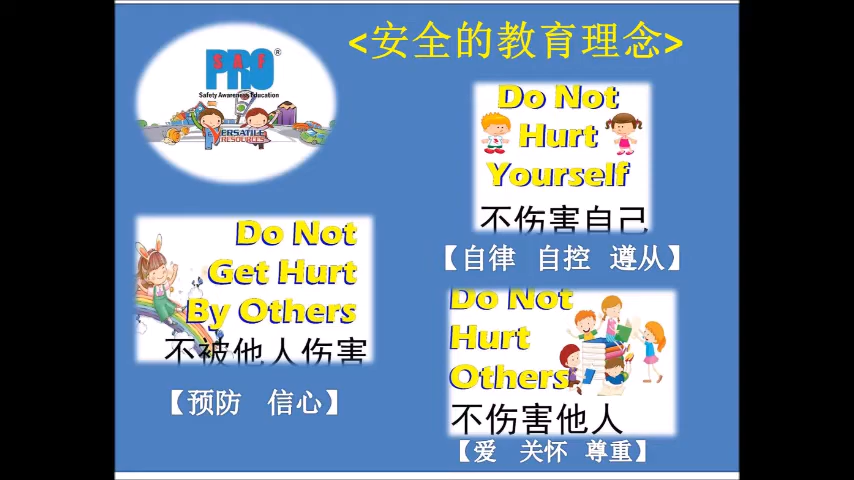 <安全的教育理念>
PRO
SAF
®
Safety Awareness Education
VERSATILE
RESOURCES
Do Not
Hurt
Yourself
不伤害自己
【自律 自控 遵从】
Do Not
Get Hurt
By Others
不被他人伤害
【预防 信心】
Do Not
Hurt
Others
不伤害他人
【爱 关怀 尊重】